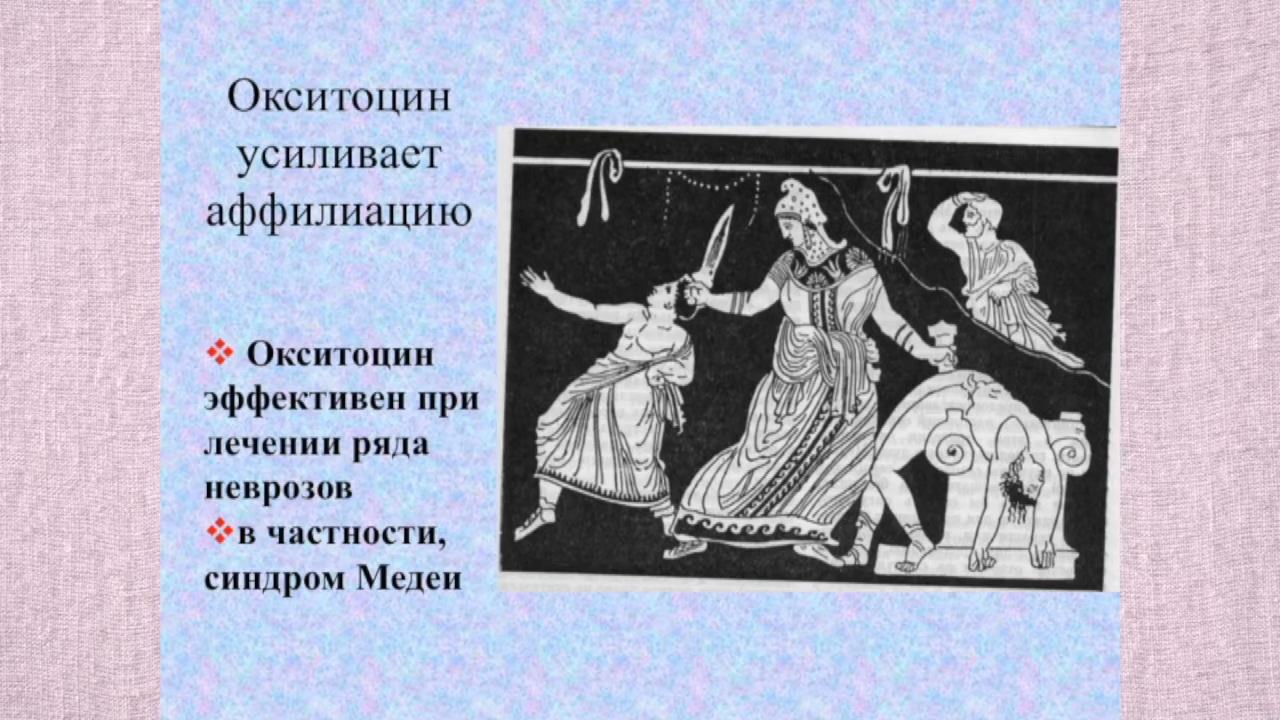 Окситоцин
усиливает
аффилиацию
❖ Окситоцин
эффективен при
лечении ряда
неврозов
❖в частности,
синдром Медеи